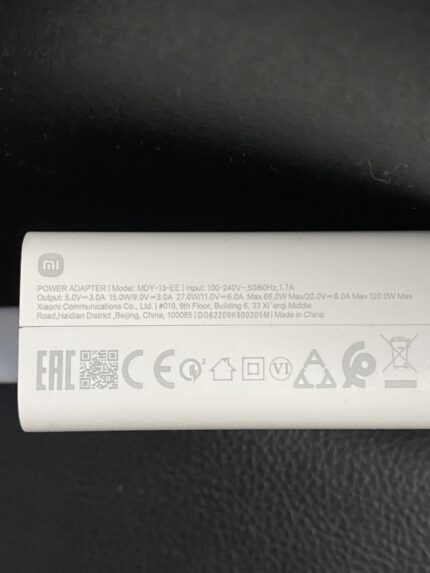 mi
POWER ADAPTER | Model: MDY-13-EE | Input: 100-240V~,50/60Hz,1.7A
Output: 5.0V⎓3.0A 15.0W/9.0V⎓3.0A 27.0W/11.0V⎓6.0A Max 66.0W Max/20.0V⎓6.0A Max 120.0W Max
Xiaomi Communications Co., Ltd. | #019, 9th Floor, Building 6, 33 Xi'erqi Middle
Road,Haidian District ,Beijing, China, 100085 | DG62209K600205M | Made in China
EAC CE Q 3 VI